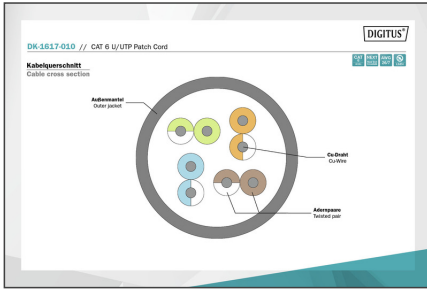 DIGITUS®
DK-1617-010 // CAT 6 U/UTP Patch Cord
Kabelquerschnitt
Cable cross section
Außenmantel
Outer jacket
Cu-Draht
Cu-Wire
Aderspaare
Twisted pair